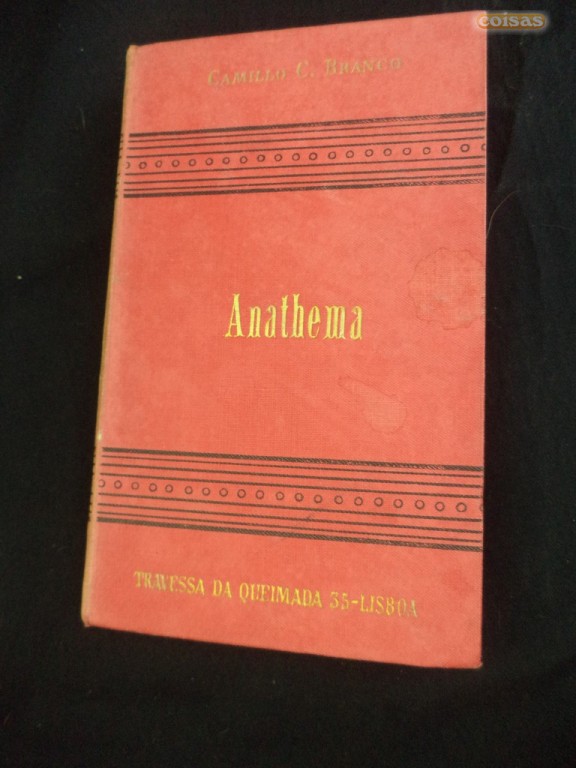 coisas
CAMILLO C. BRANCO
Anathema
TRAVESSA DA QUEIMADA 35-LISBOA